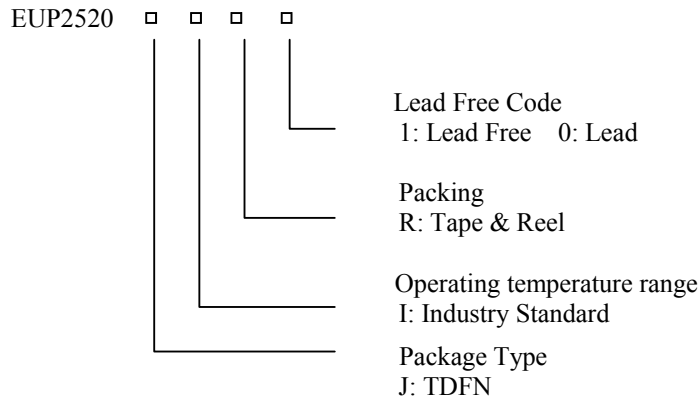 EUP2520 □ □ □ □
Lead Free Code
1: Lead Free 0: Lead
Packing
R: Tape & Reel
Operating temperature range
I: Industry Standard
Package Type
J: TDFN